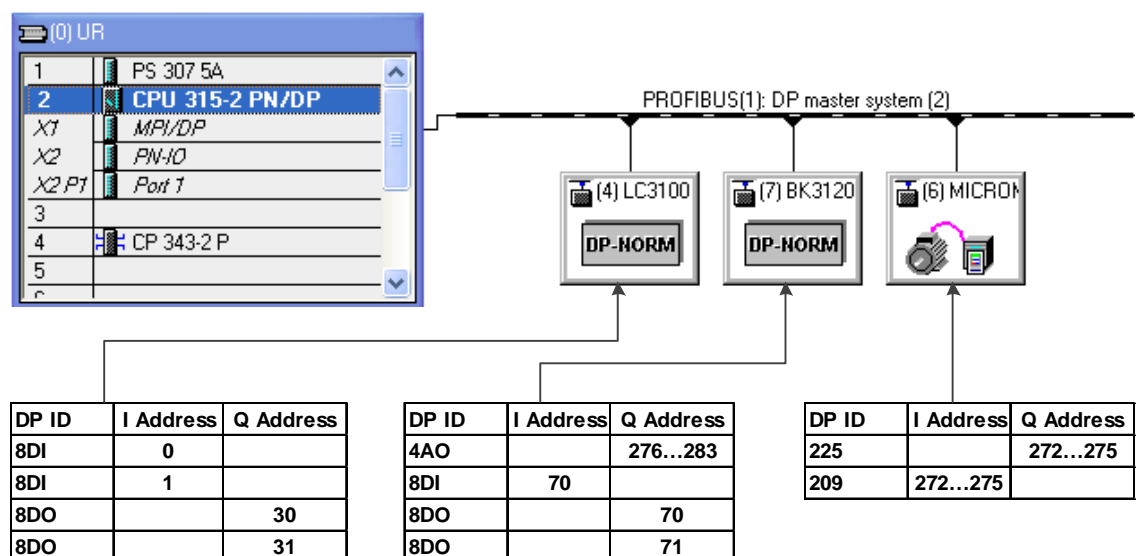 (0) UR
1 PS 307 5A
2 CPU 315-2 PN/DP
X1 MPI/DP
X2 PN-IO
X2 P1 Port 1
3
4 CP 343-2 P
5
PROFIBUS(1): DP master system (2)
(4) LC3100 (7) BK3120 (6) MICROM
DP-NORM DP-NORM
DP ID I Address Q Address
8DI 0
8DI 1
8DO 30
8DO 31
DP ID I Address Q Address
4AO 276...283
8DI 70
8DO 70
8DO 71
DP ID I Address Q Address
225 272...275
209 272...275